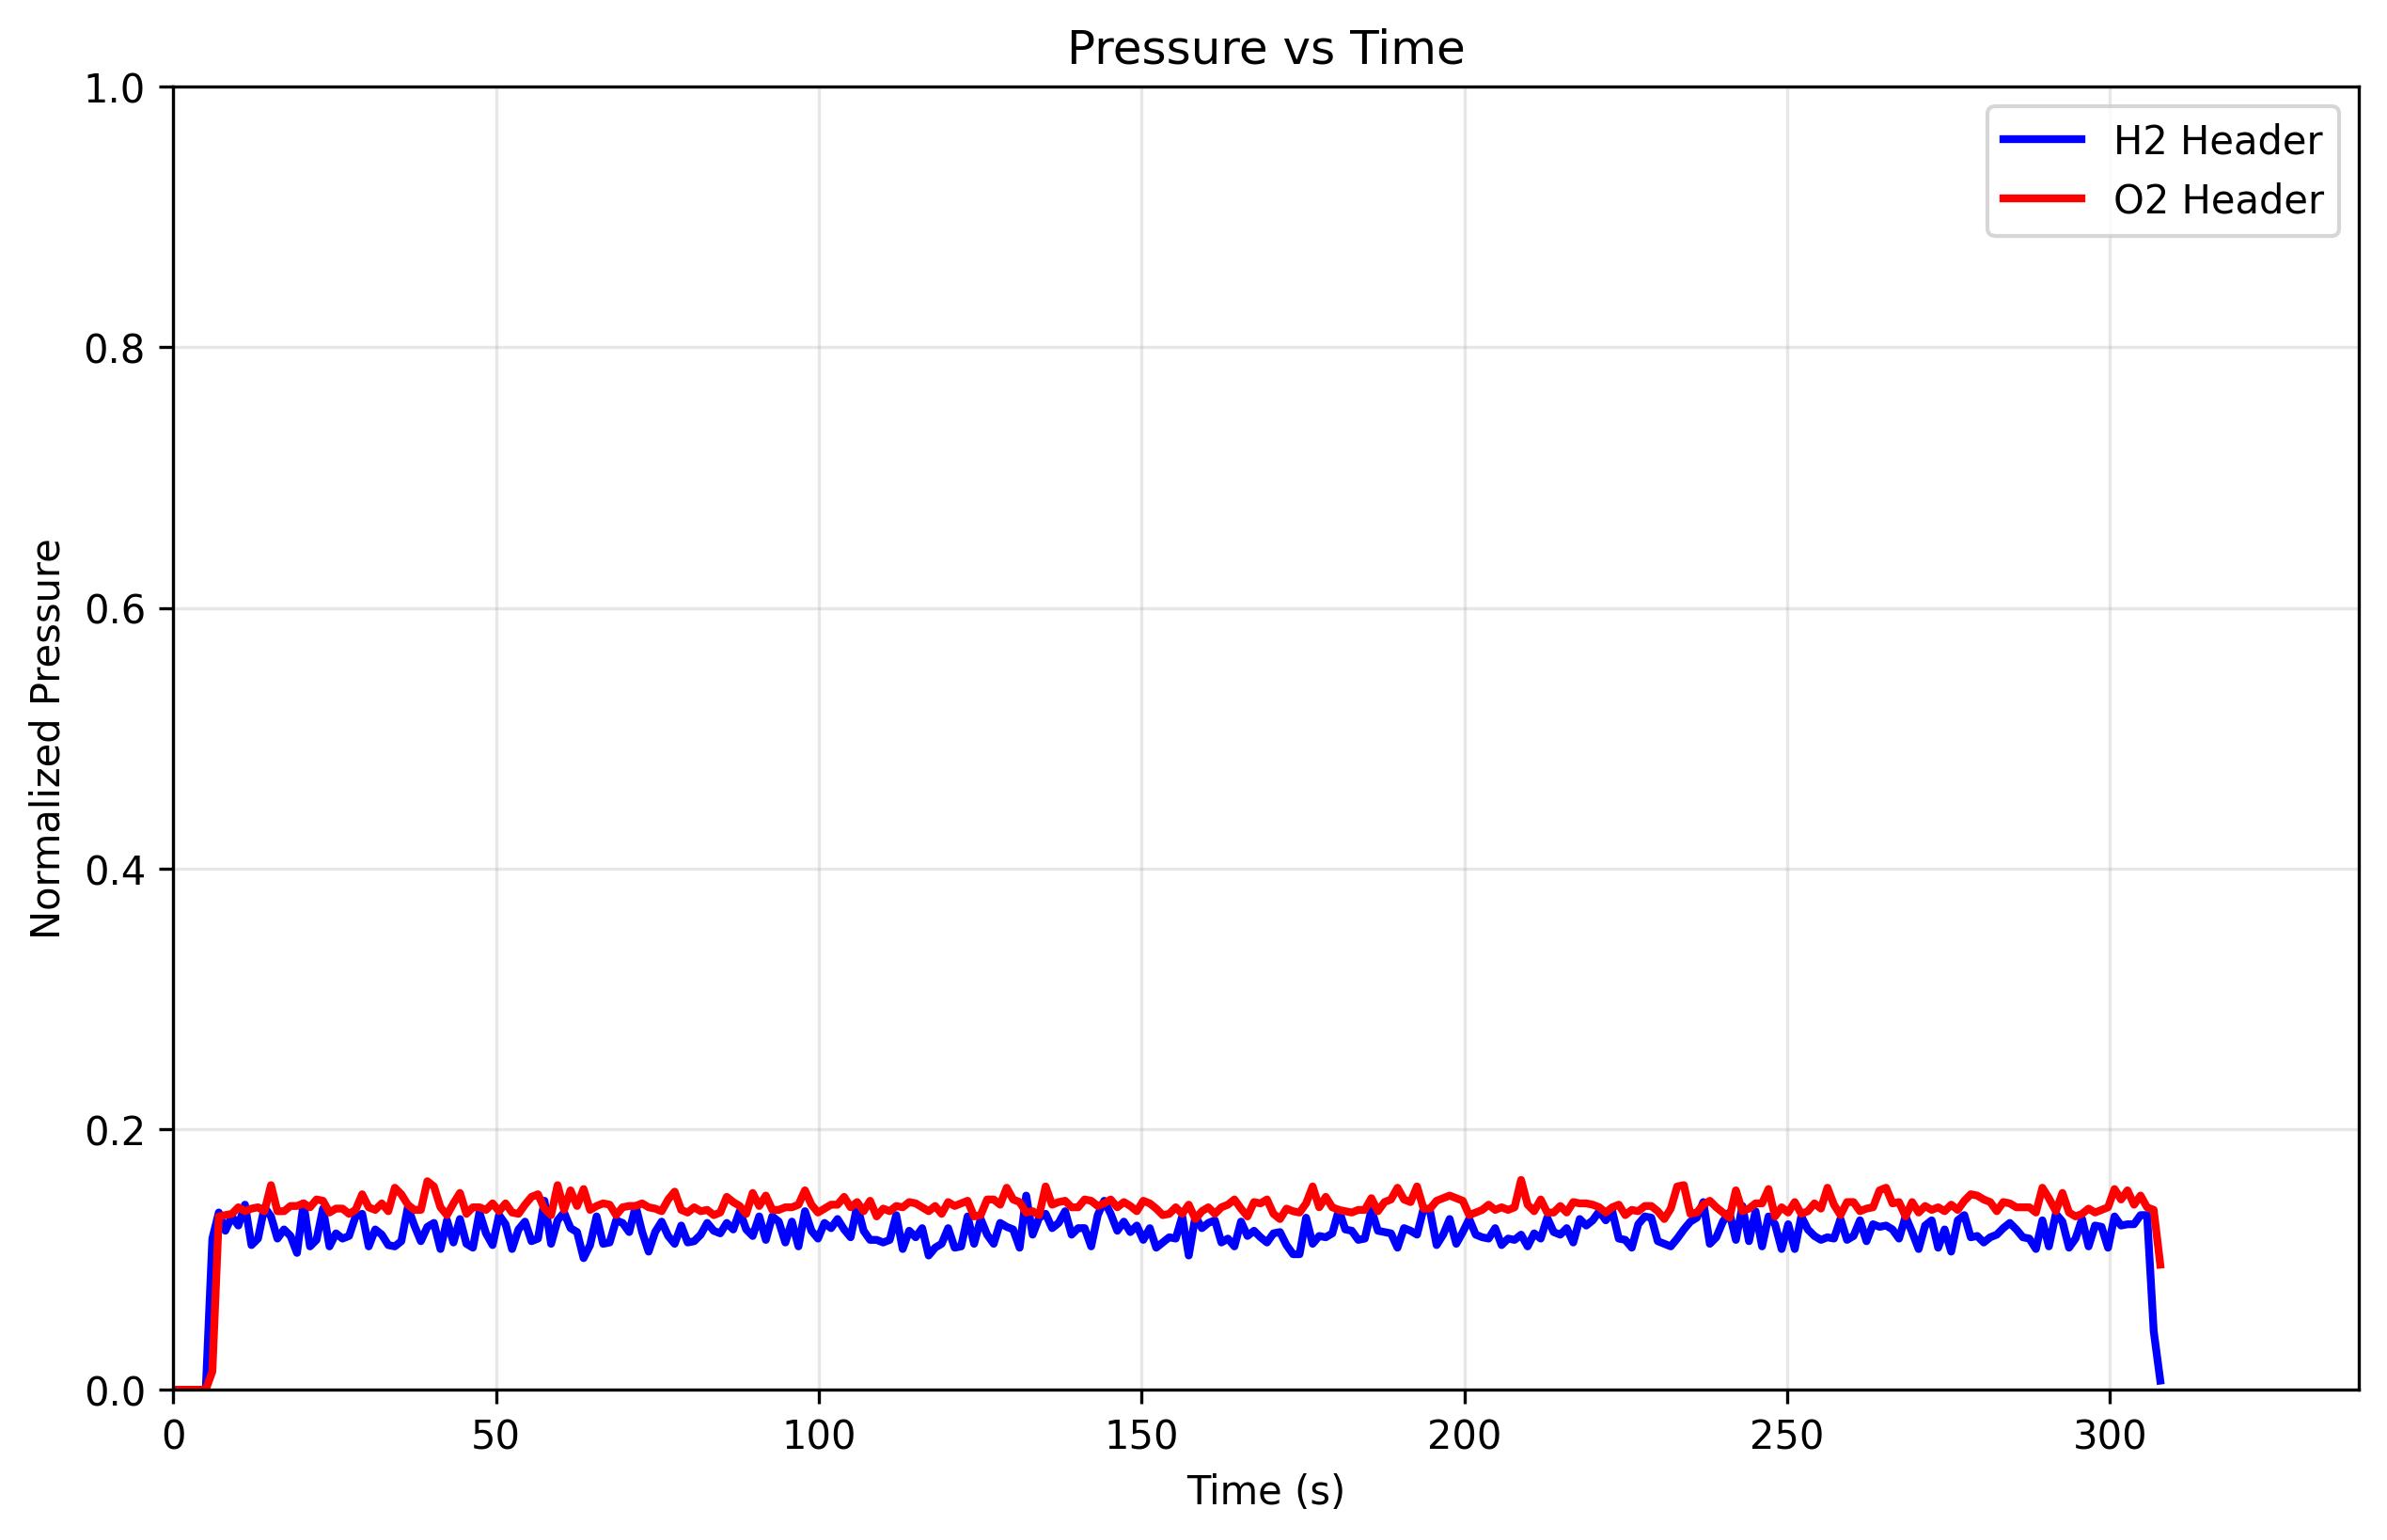 Pressure vs Time
1.0
0.8
0.6
0.4
0.2
0.0
Normalized Pressure
H2 Header
O2 Header
0 50 100 150 200 250 300
Time (s)